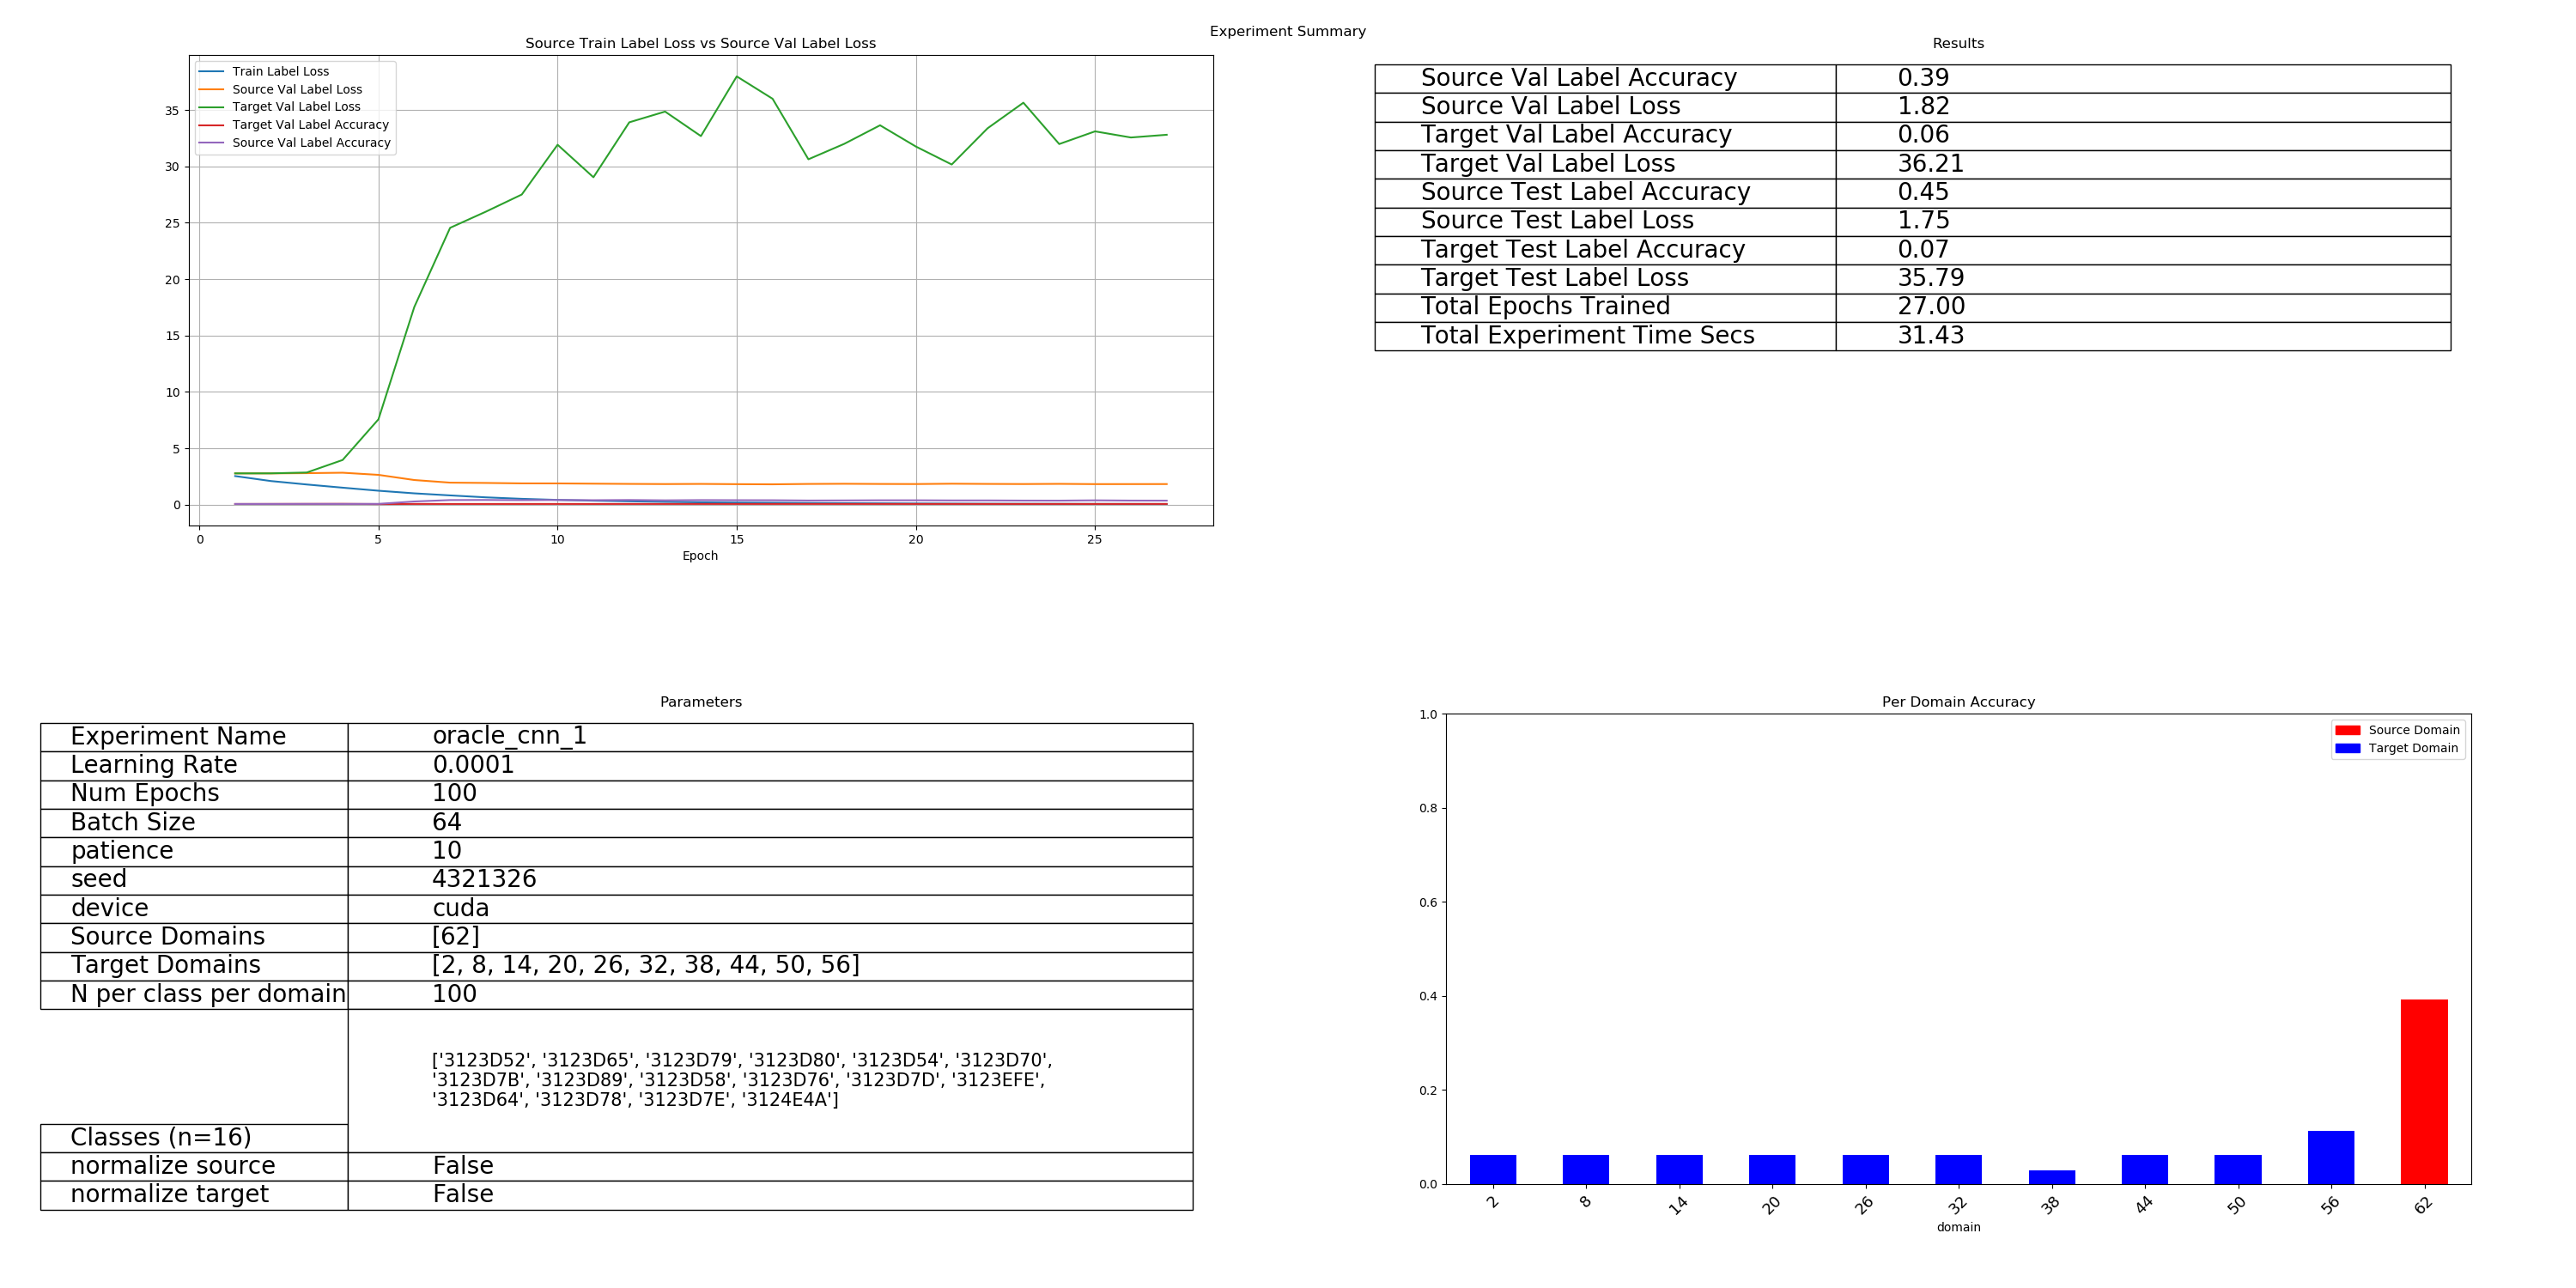 Experiment Summary
Source Train Label Loss vs Source Val Label Loss
Train Label Loss
Source Val Label Loss
Target Val Label Loss
Target Val Label Accuracy
Source Val Label Accuracy
35
30
25
20
15
10
5
0
0 5 10 15 20 25
Epoch
Results
Source Val Label Accuracy 0.39
Source Val Label Loss 1.82
Target Val Label Accuracy 0.06
Target Val Label Loss 36.21
Source Test Label Accuracy 0.45
Source Test Label Loss 1.75
Target Test Label Accuracy 0.07
Target Test Label Loss 35.79
Total Epochs Trained 27.00
Total Experiment Time Secs 31.43
Parameters
Experiment Name oracle_cnn_1
Learning Rate 0.0001
Num Epochs 100
Batch Size 64
patience 10
seed 4321326
device cuda
Source Domains [62]
Target Domains [2, 8, 14, 20, 26, 32, 38, 44, 50, 56]
N per class per domain 100
['3123D52', '3123D65', '3123D79', '3123D80', '3123D54', '3123D70',
'3123D7B', '3123D89', '3123D58', '3123D76', '3123D7D', '3123EFE',
'3123D64', '3123D78', '3123D7E', '3124E4A']
Classes (n=16)
normalize source False
normalize target False
Per Domain Accuracy
Source Domain
Target Domain
1.0
0.8
0.6
0.4
0.2
0.0
2 8 14 20 26 32 38 44 50 56 62
domain